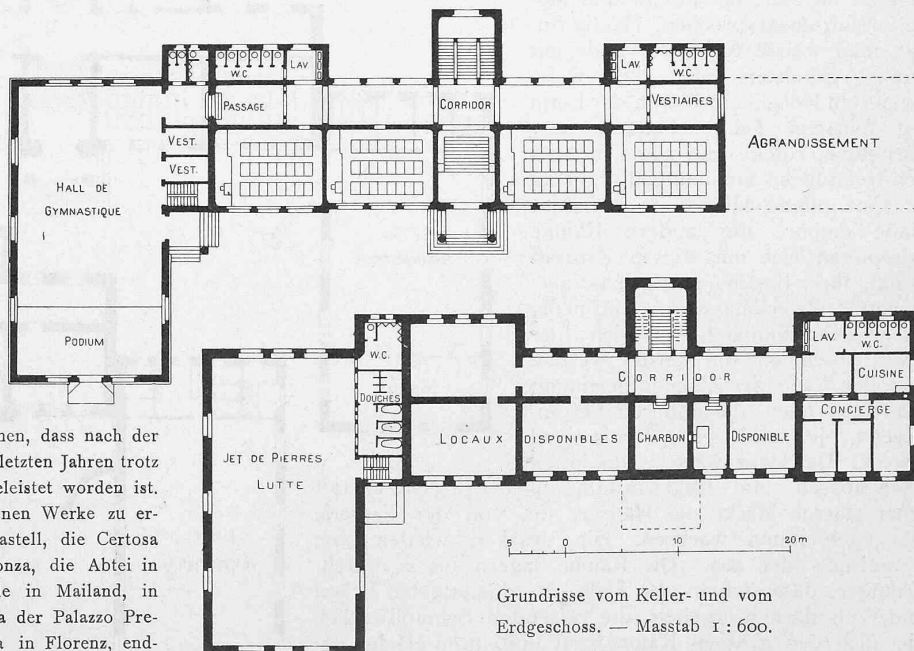 W.C.
LAV.
LAV.
W.C.
PASSAGE
CORRIDOR
VESTIAIRES
VEST.
VEST.
AGRANDISSEMENT
HALL DE
GYMNASTIQUE
PODIUM
W.C.
DOUCHES
CORRIDOR
LAV.
W.C.
CUISINE
CONCIERGE
LOCAUX DISPONIBLES
CHARBON
DISPONIBLE
JET DE PIERRES
LUTTE
5 0 10 20 m
Grundrisse vom Keller- und vom
Erdgeschoss. — Masstab 1 : 600.
nen, dass nach der
letzten Jahren trotz
eleistet worden ist.
enen Werke zu er-
astell, die Certosa
onza, die Abtei in
e in Mailand, in
a der Palazzo Pre-
a in Florenz, end-